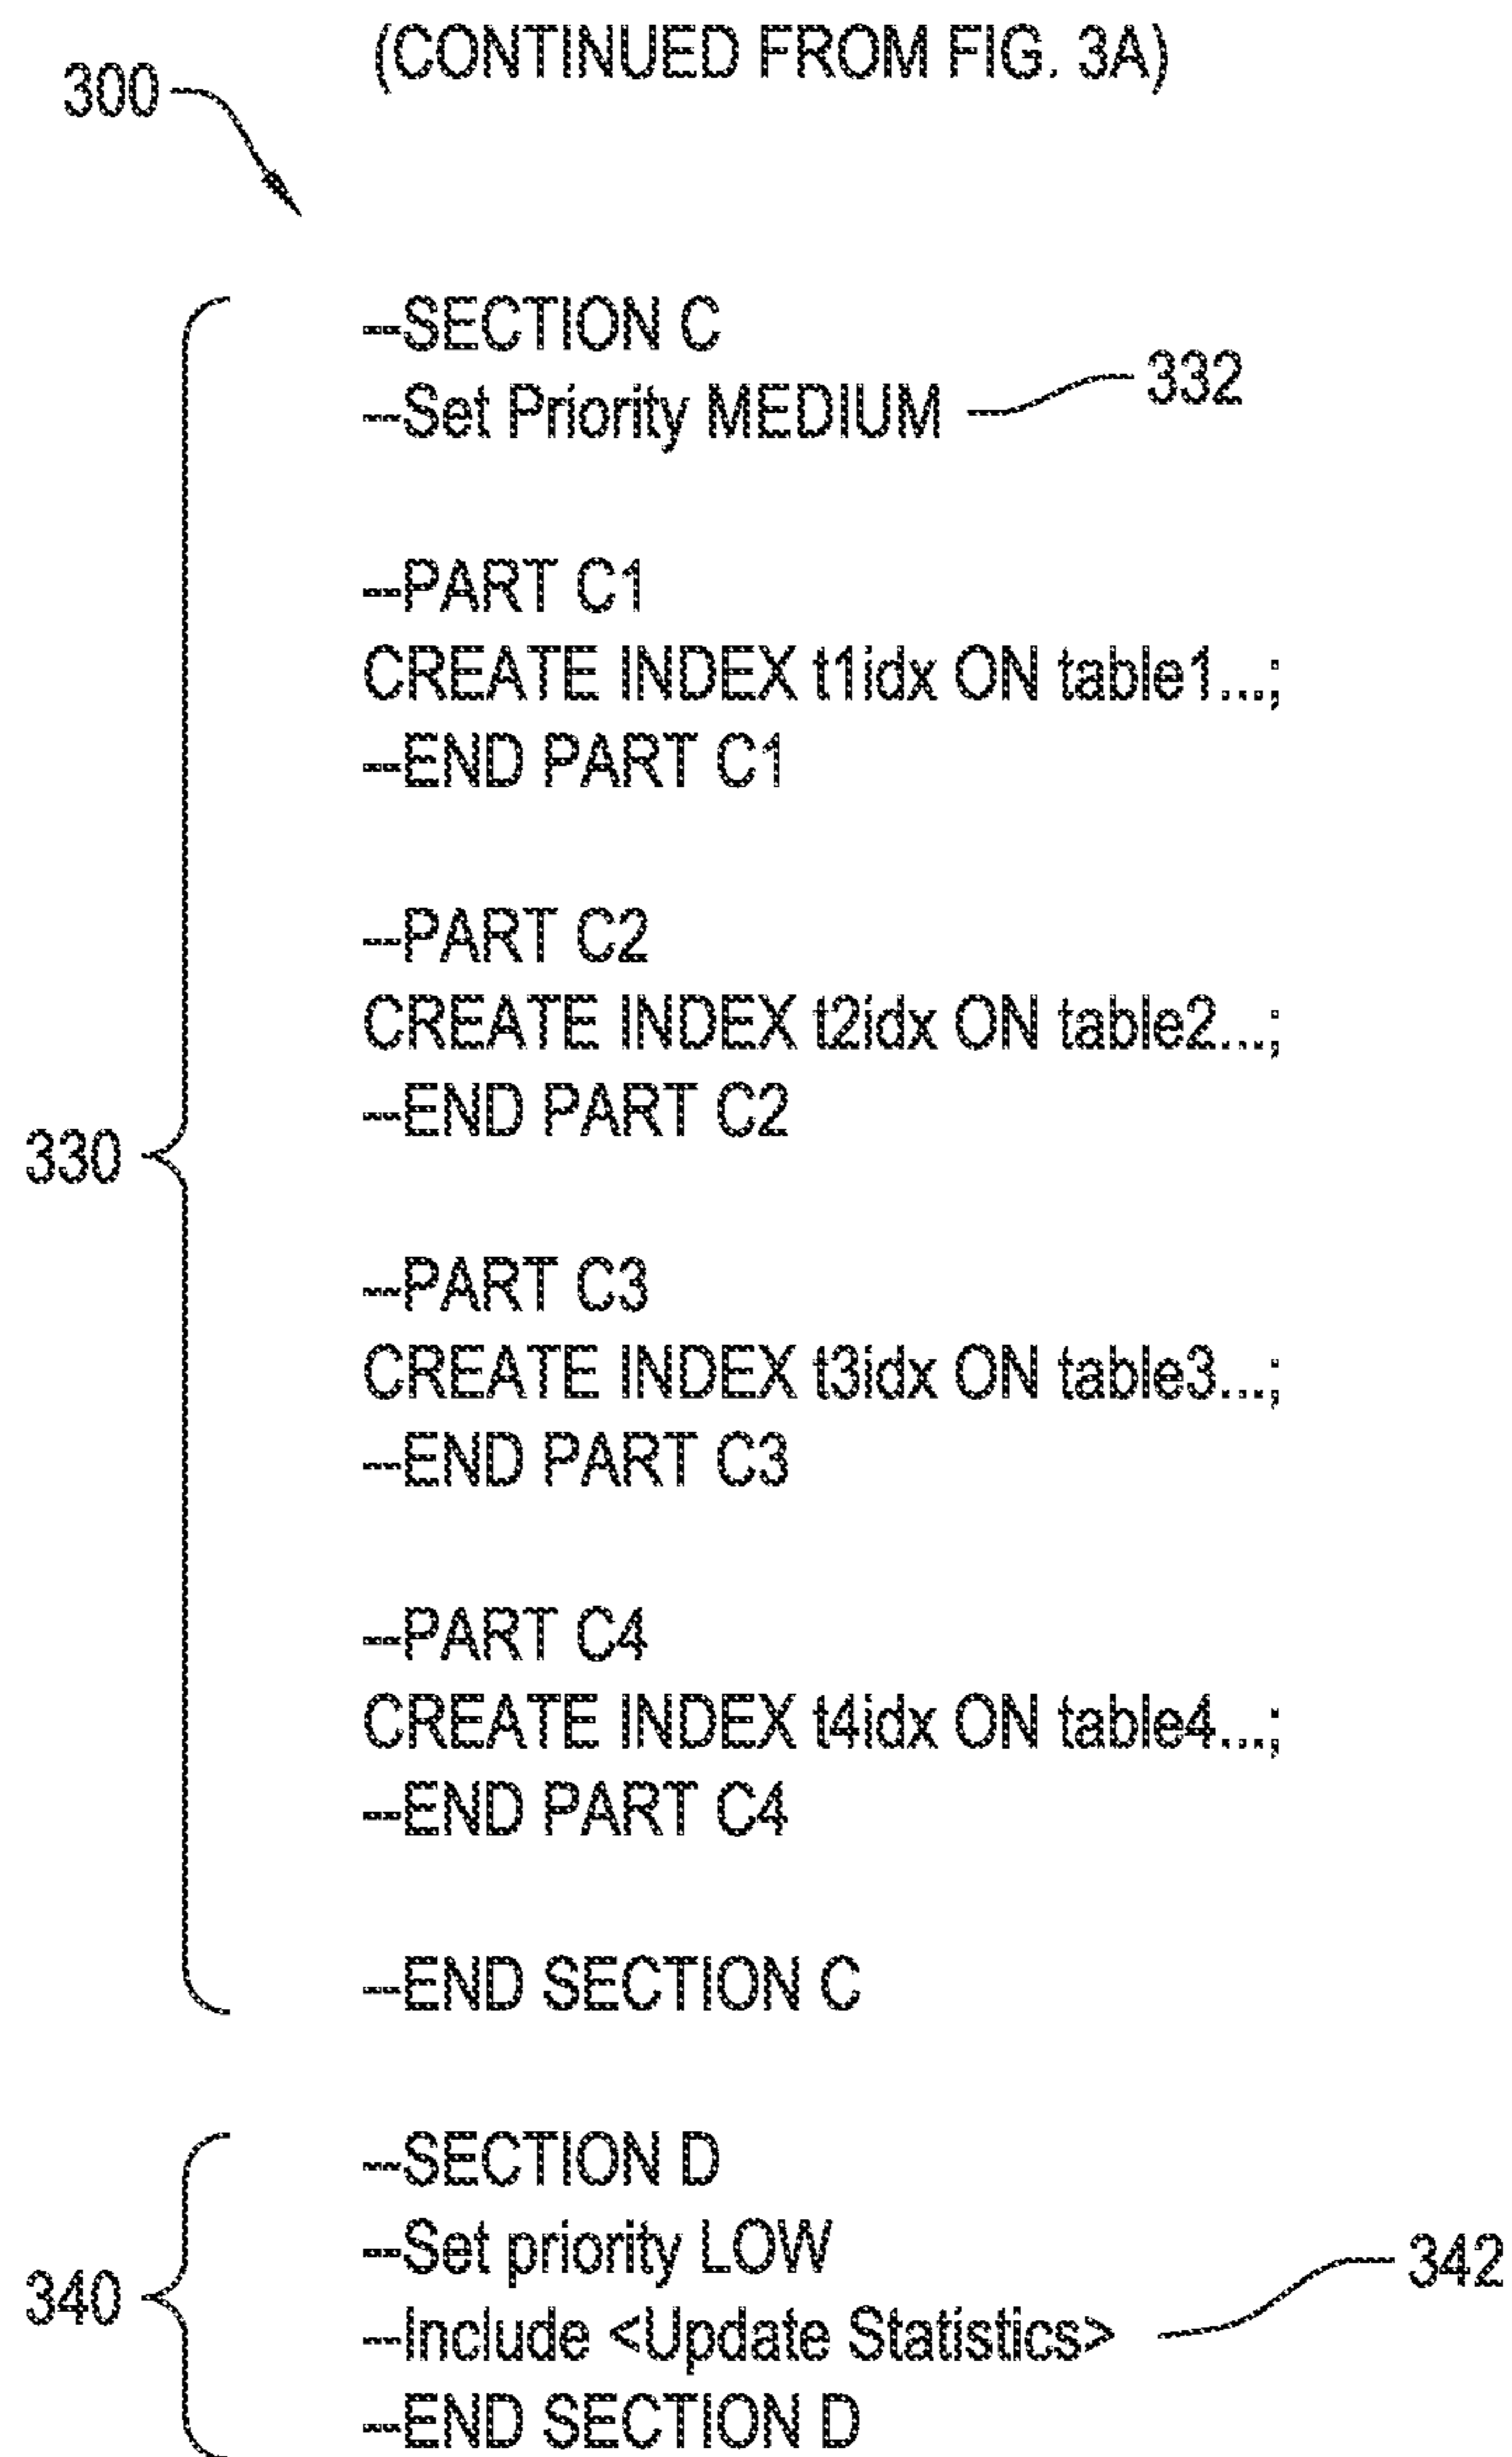 (CONTINUED FROM FIG. 3A)
300
--SECTION C
--Set Priority MEDIUM
332
--PART C1
CREATE INDEX t1idx ON table1...;
--END PART C1
--PART C2
CREATE INDEX t2idx ON table2...;
--END PART C2
330
--PART C3
CREATE INDEX t3idx ON table3...;
--END PART C3
--PART C4
CREATE INDEX t4idx ON table4...;
--END PART C4
--END SECTION C
--SECTION D
--Set priority LOW
340
--Include <Update Statistics>
342
--END SECTION D